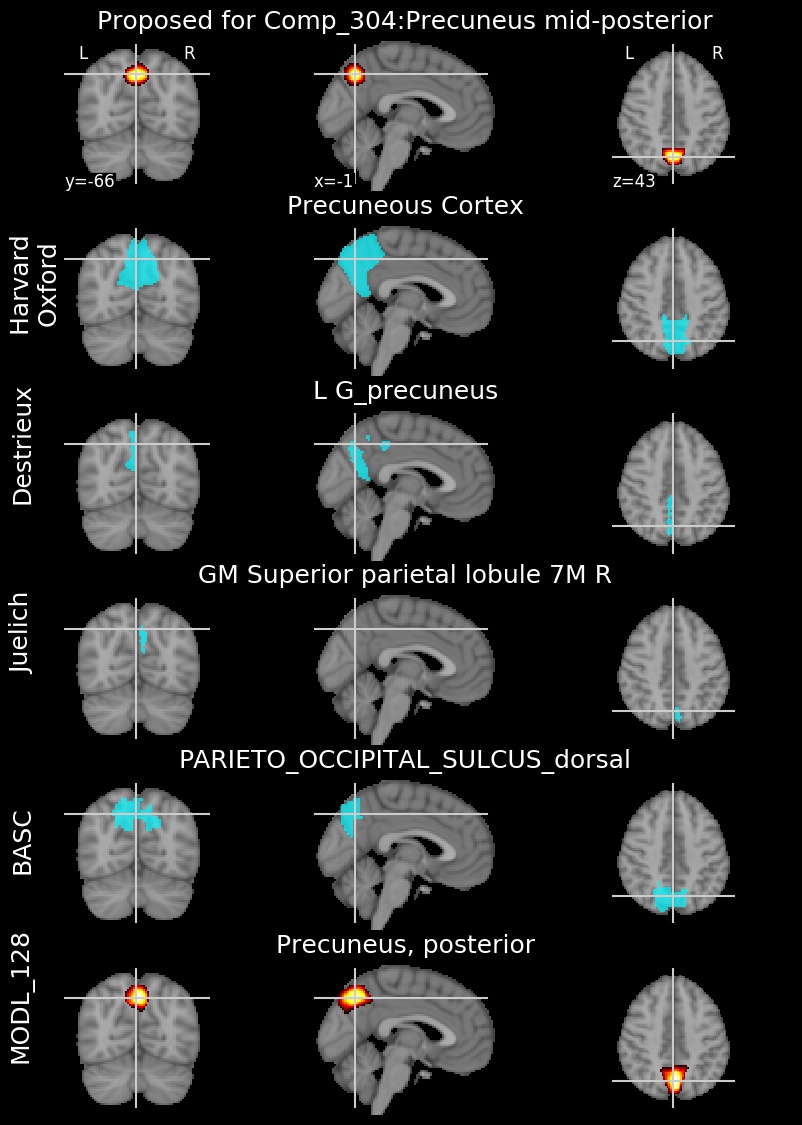 Proposed for Comp_304:Precuneus mid-posterior
L R
L R
y=-66
x=-1
z=43
Precuneous Cortex
Harvard
Oxford
L G_precuneus
Destrieux
GM Superior parietal lobule 7M R
Juelich
PARIETO_OCCIPITAL_SULCUS_dorsal
BASC
Precuneus, posterior
MODL_128